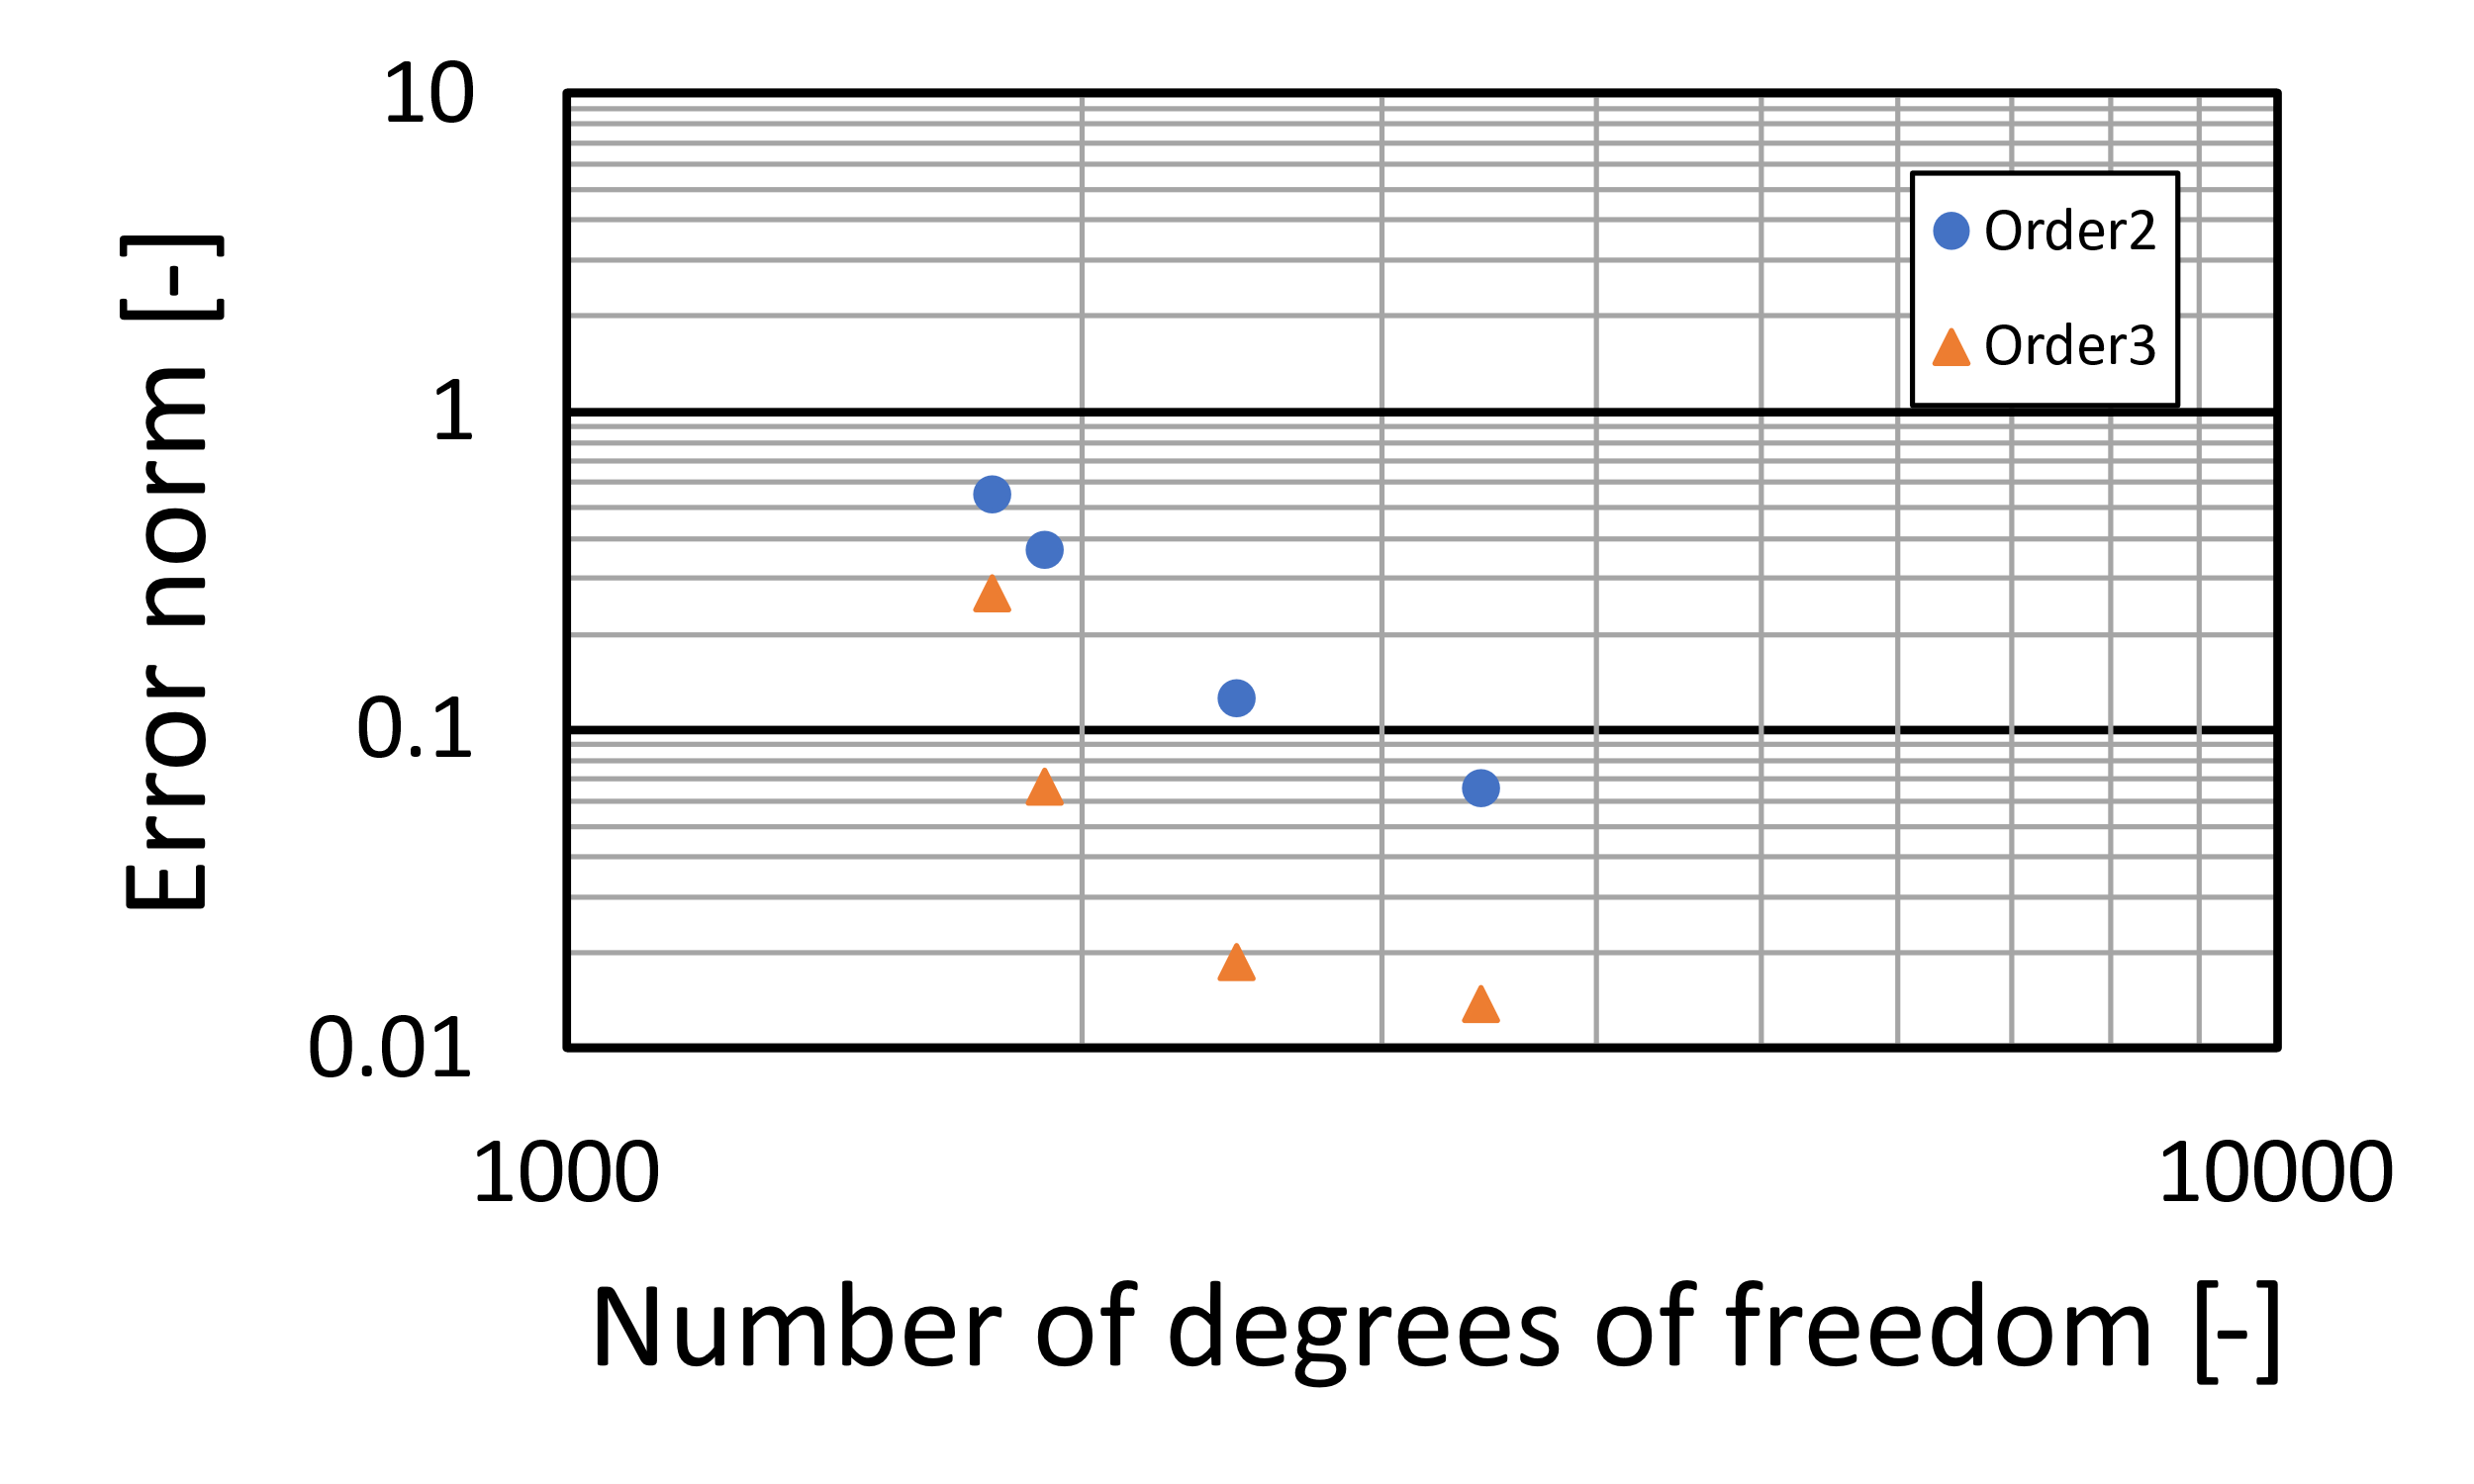 10
1
0.1
0.01
Error norm [-]
Order2
Order3
1000
10000
Number of degrees of freedom [-]